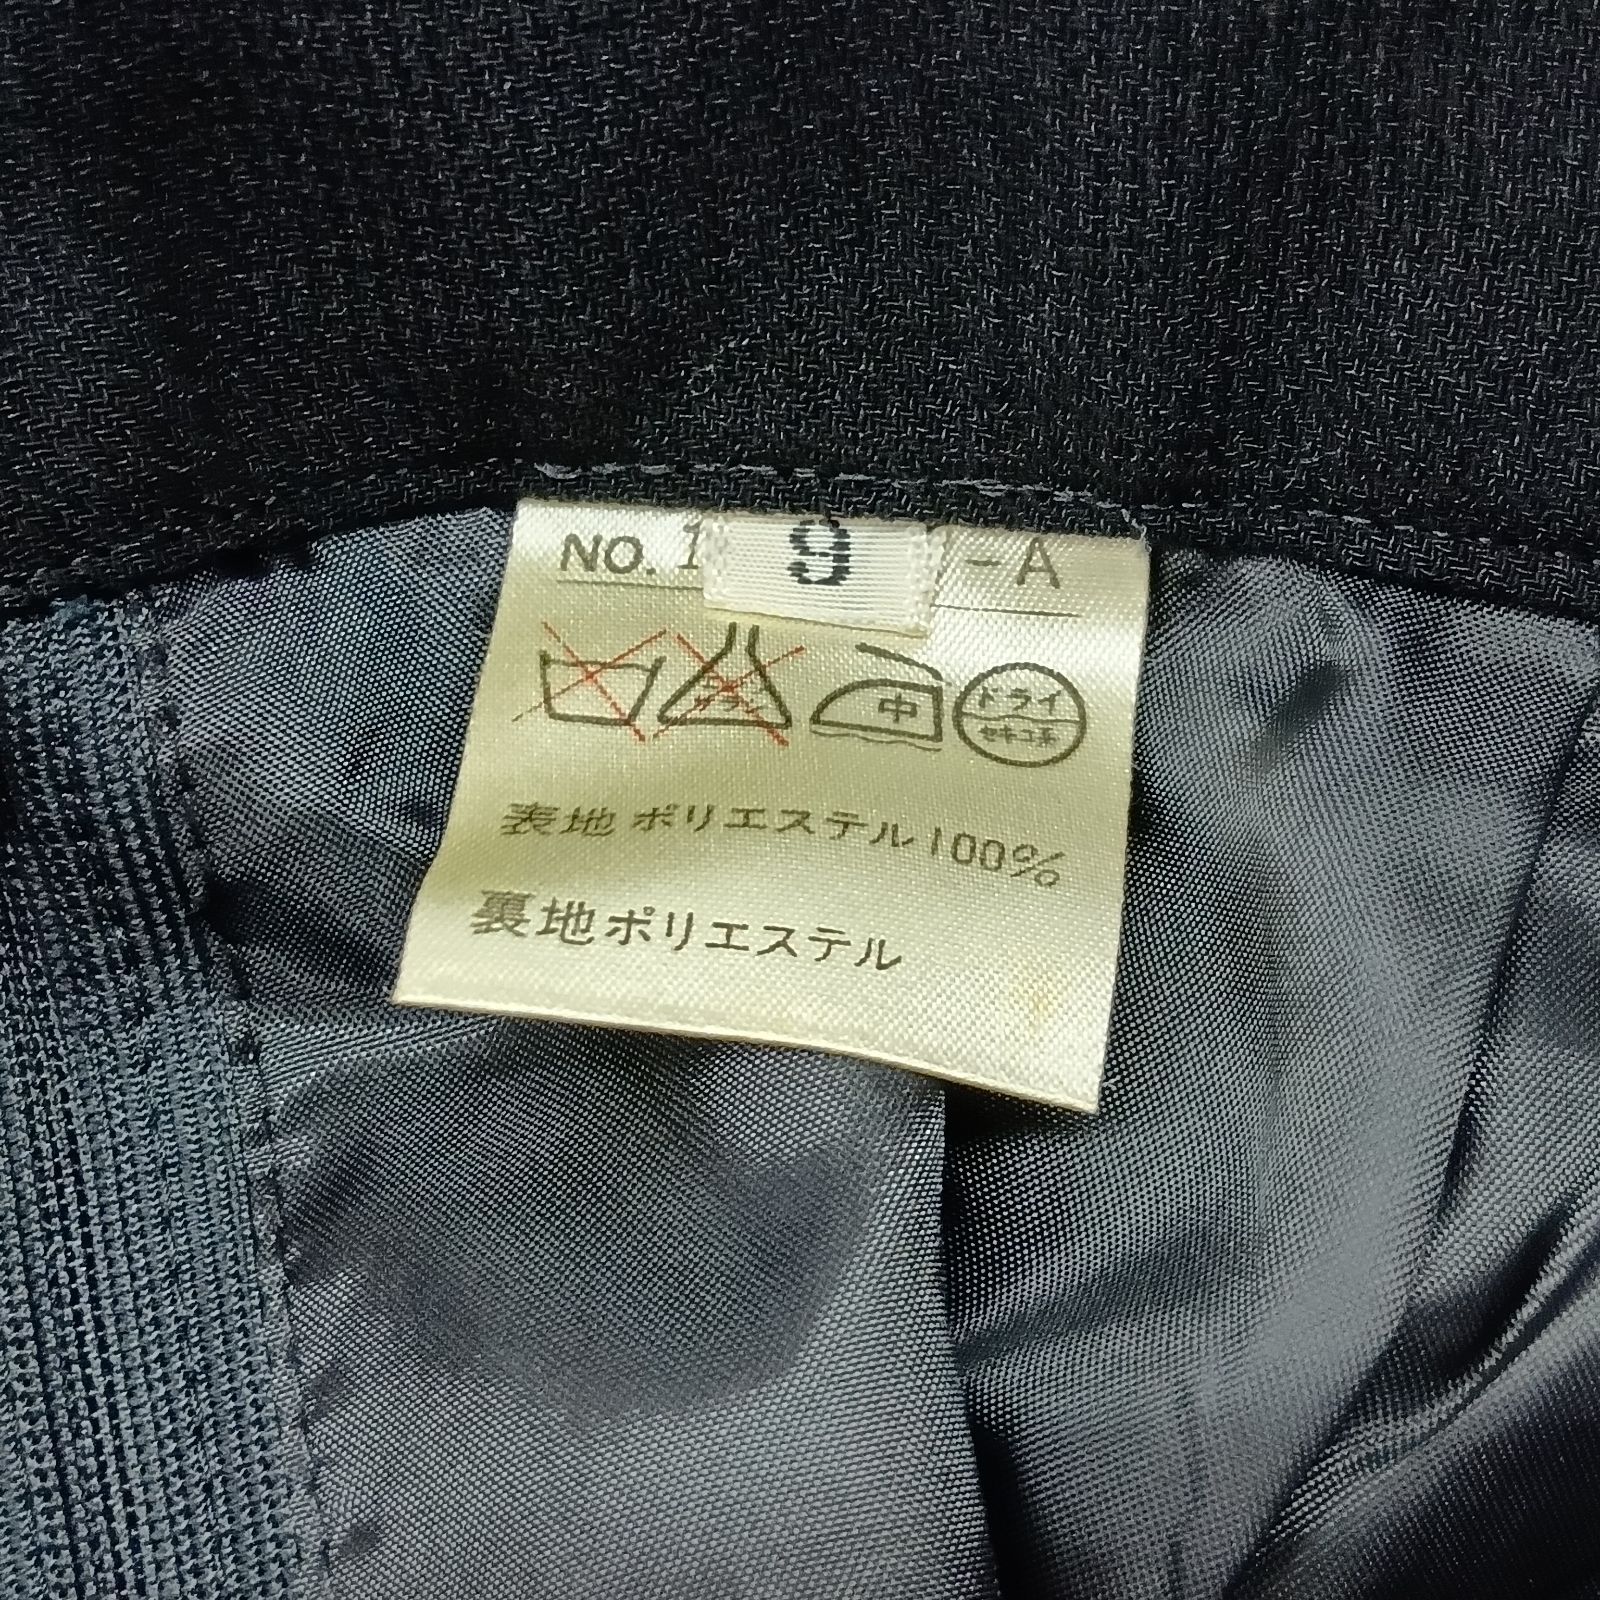 NO. 1 9 -A
中 ドライ
セキユ系
表地 ポリエステル100%
裏地ポリエステル